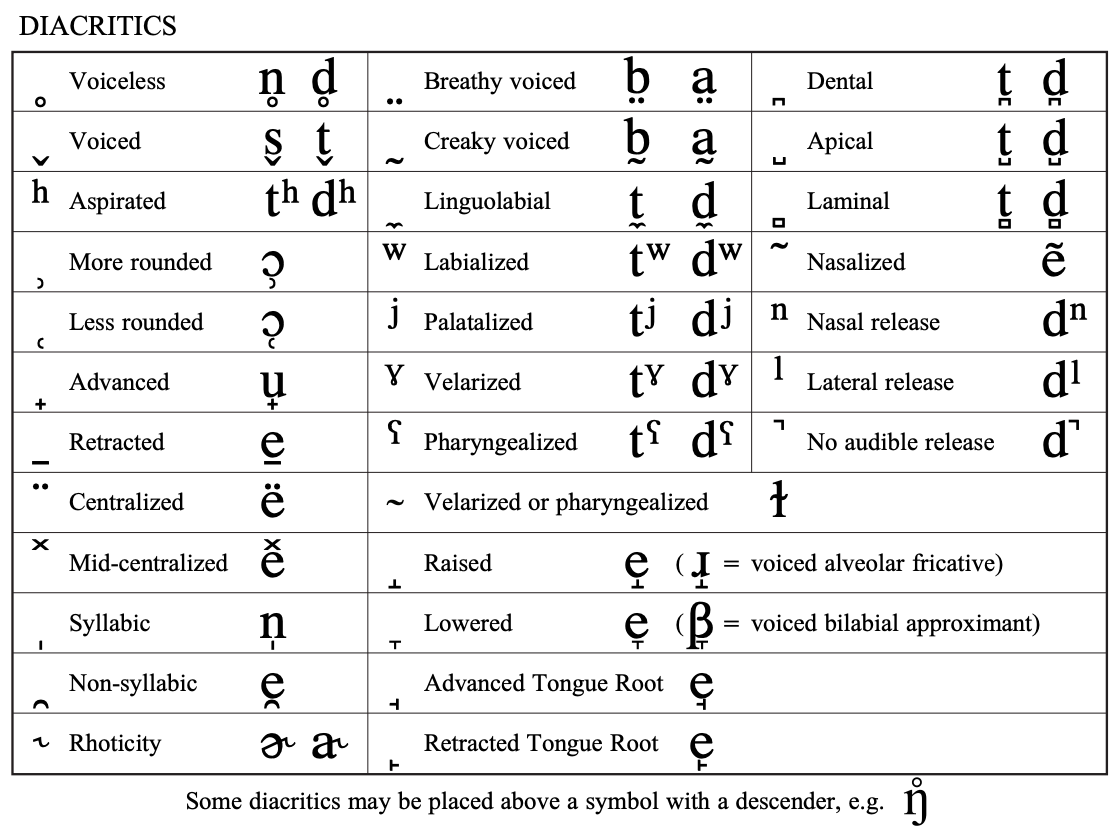 DIACRITICS
◌̥ Voiceless n̥ d̥ ◌̤ Breathy voiced b̤ a̤ ◌̪ Dental t̪ d̪
◌̬ Voiced s̬ t̬ ◌̰ Creaky voiced b̰ a̰ ◌̺ Apical t̺ d̺
ʰ Aspirated tʰ dʰ ◌̼ Linguolabial t̼ d̼ ◌̻ Laminal t̻ d̻
◌̹ More rounded ɔ̹ ʷ Labialized tʷ dʷ ◌̃ Nasalized ẽ
◌̜ Less rounded ɔ̜ ʲ Palatalized tʲ dʲ ⁿ Nasal release dⁿ
◌̟ Advanced u̟ ˠ Velarized tˠ dˠ ˡ Lateral release dˡ
◌̠ Retracted e̠ ˤ Pharyngealized tˤ dˤ ◌̚ No audible release d̚
◌̈ Centralized ë ◌̴ Velarized or pharyngealized ɫ
◌̽ Mid-centralized e̽ ◌̝ Raised e̝ (ɹ̝ = voiced alveolar fricative)
◌̩ Syllabic n̩ ◌̞ Lowered e̞ (β̞ = voiced bilabial approximant)
◌̯ Non-syllabic e̯ ◌̘ Advanced Tongue Root e̘
˞ Rhoticity ɚ a˞ ◌̙ Retracted Tongue Root e̙
Some diacritics may be placed above a symbol with a descender, e.g. ŋ̊